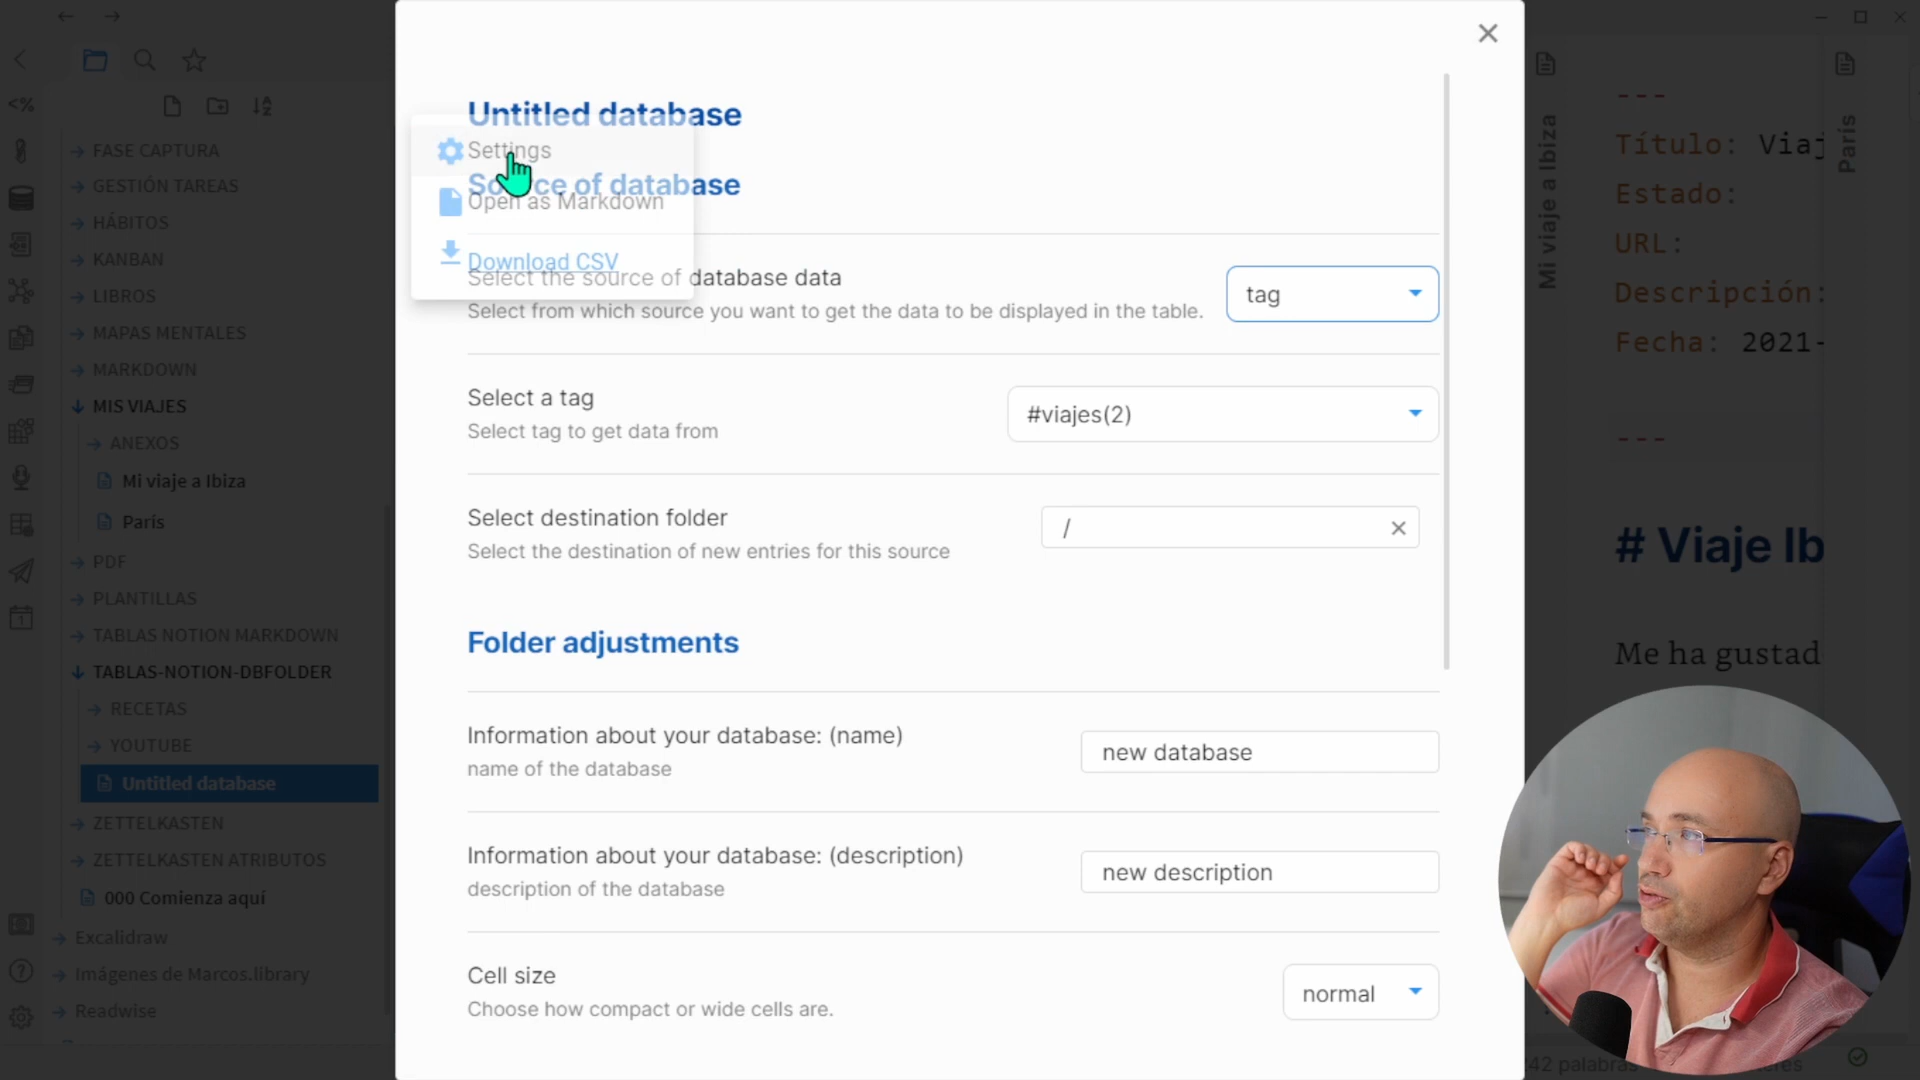 FASE CAPTURA
GESTIÓN TAREAS
HÁBITOS
KANBAN
LIBROS
MAPAS MENTALES
MARKDOWN
MIS VIAJES
ANEXOS
Mi viaje a Ibiza
París
PDF
PLANTILLAS
TABLAS NOTION MARKDOWN
TABLAS-NOTION-DBFOLDER
RECETAS
YOUTUBE
Untitled database
ZETTELKASTEN
ZETTELKASTEN ATRIBUTOS
000 Comienza aquí
Excalidraw
Imágenes de Marcos.library
Readwise
Untitled database
Settings
Source of database
Open as Markdown
Download CSV
Select the source of database data
Select from which source you want to get the data to be displayed in the table.
tag
Select a tag
Select tag to get data from
#viajes(2)
Select destination folder
Select the destination of new entries for this source
/
Folder adjustments
Information about your database: (name)
name of the database
new database
Information about your database: (description)
description of the database
new description
Cell size
Choose how compact or wide cells are.
normal
Mi viaje a Ibiza
---
Título: Viaj
Estado:
URL:
Descripción:
Fecha: 2021-
---
# Viaje Ib
Me ha gustad
París
42 palabras